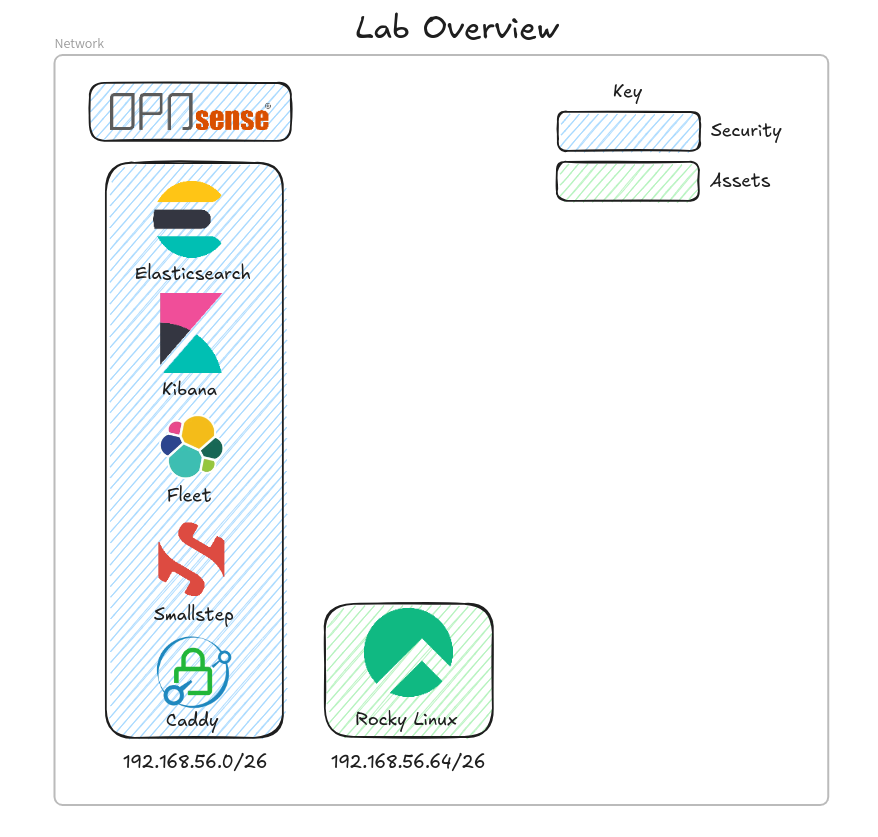 Lab Overview
Network
OPNsense®
Key
Security
Assets
Elasticsearch
Kibana
Fleet
Smallstep
Caddy
Rocky Linux
192.168.56.0/26
192.168.56.64/26